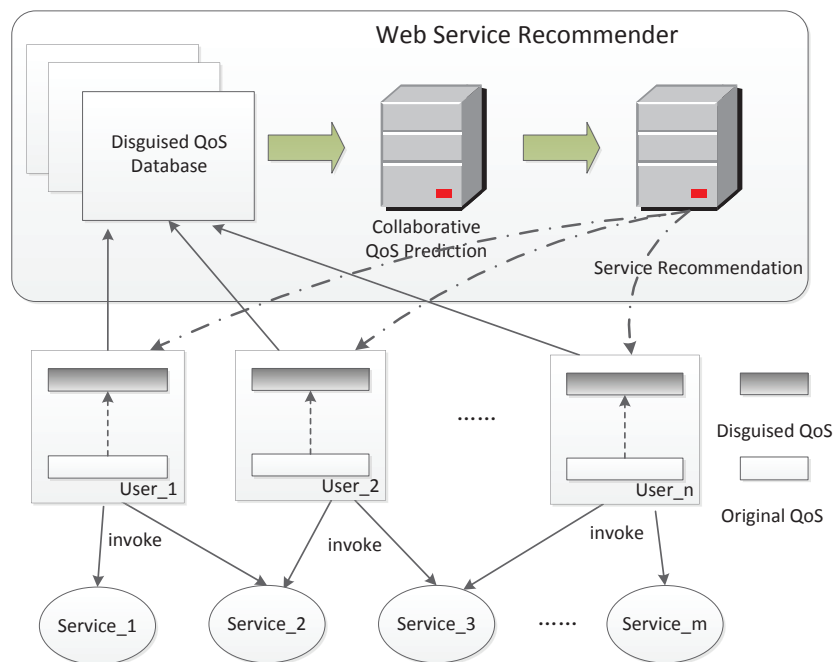 Web Service Recommender
Disguised QoS
Database
Collaborative
QoS Prediction
Service Recommendation
......
Disguised QoS
User_1
User_2
User_n
Original QoS
invoke
invoke
invoke
Service_1
Service_2
Service_3
......
Service_m